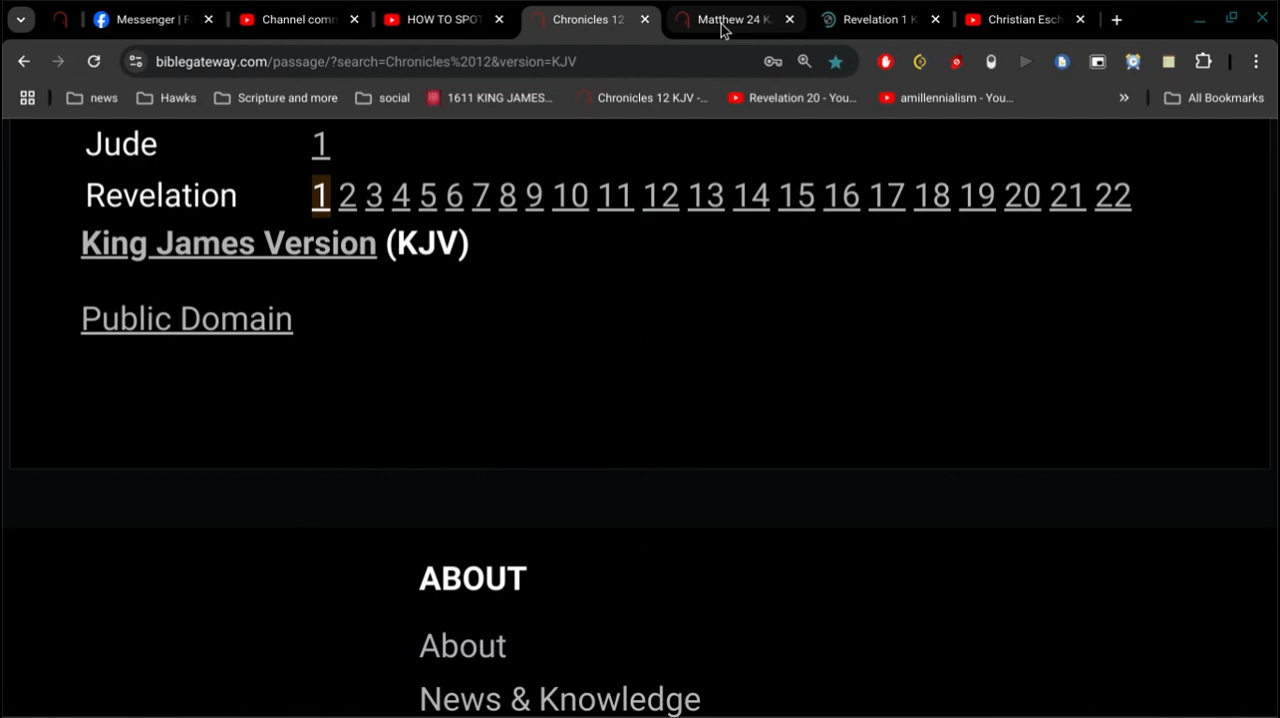 Messenger | F
Channel comm
HOW TO SPOT
Chronicles 12
Matthew 24 K
Revelation 1 K
Christian Esch
biblegateway.com/passage/?search=Chronicles%2012&version=KJV
news
Hawks
Scripture and more
social
1611 KING JAMES...
Chronicles 12 KJV -...
Revelation 20 - You...
amillennialism - You...
»
All Bookmarks
Jude 1
Revelation 1 2 3 4 5 6 7 8 9 10 11 12 13 14 15 16 17 18 19 20 21 22
King James Version (KJV)
Public Domain
ABOUT
About
News & Knowledge